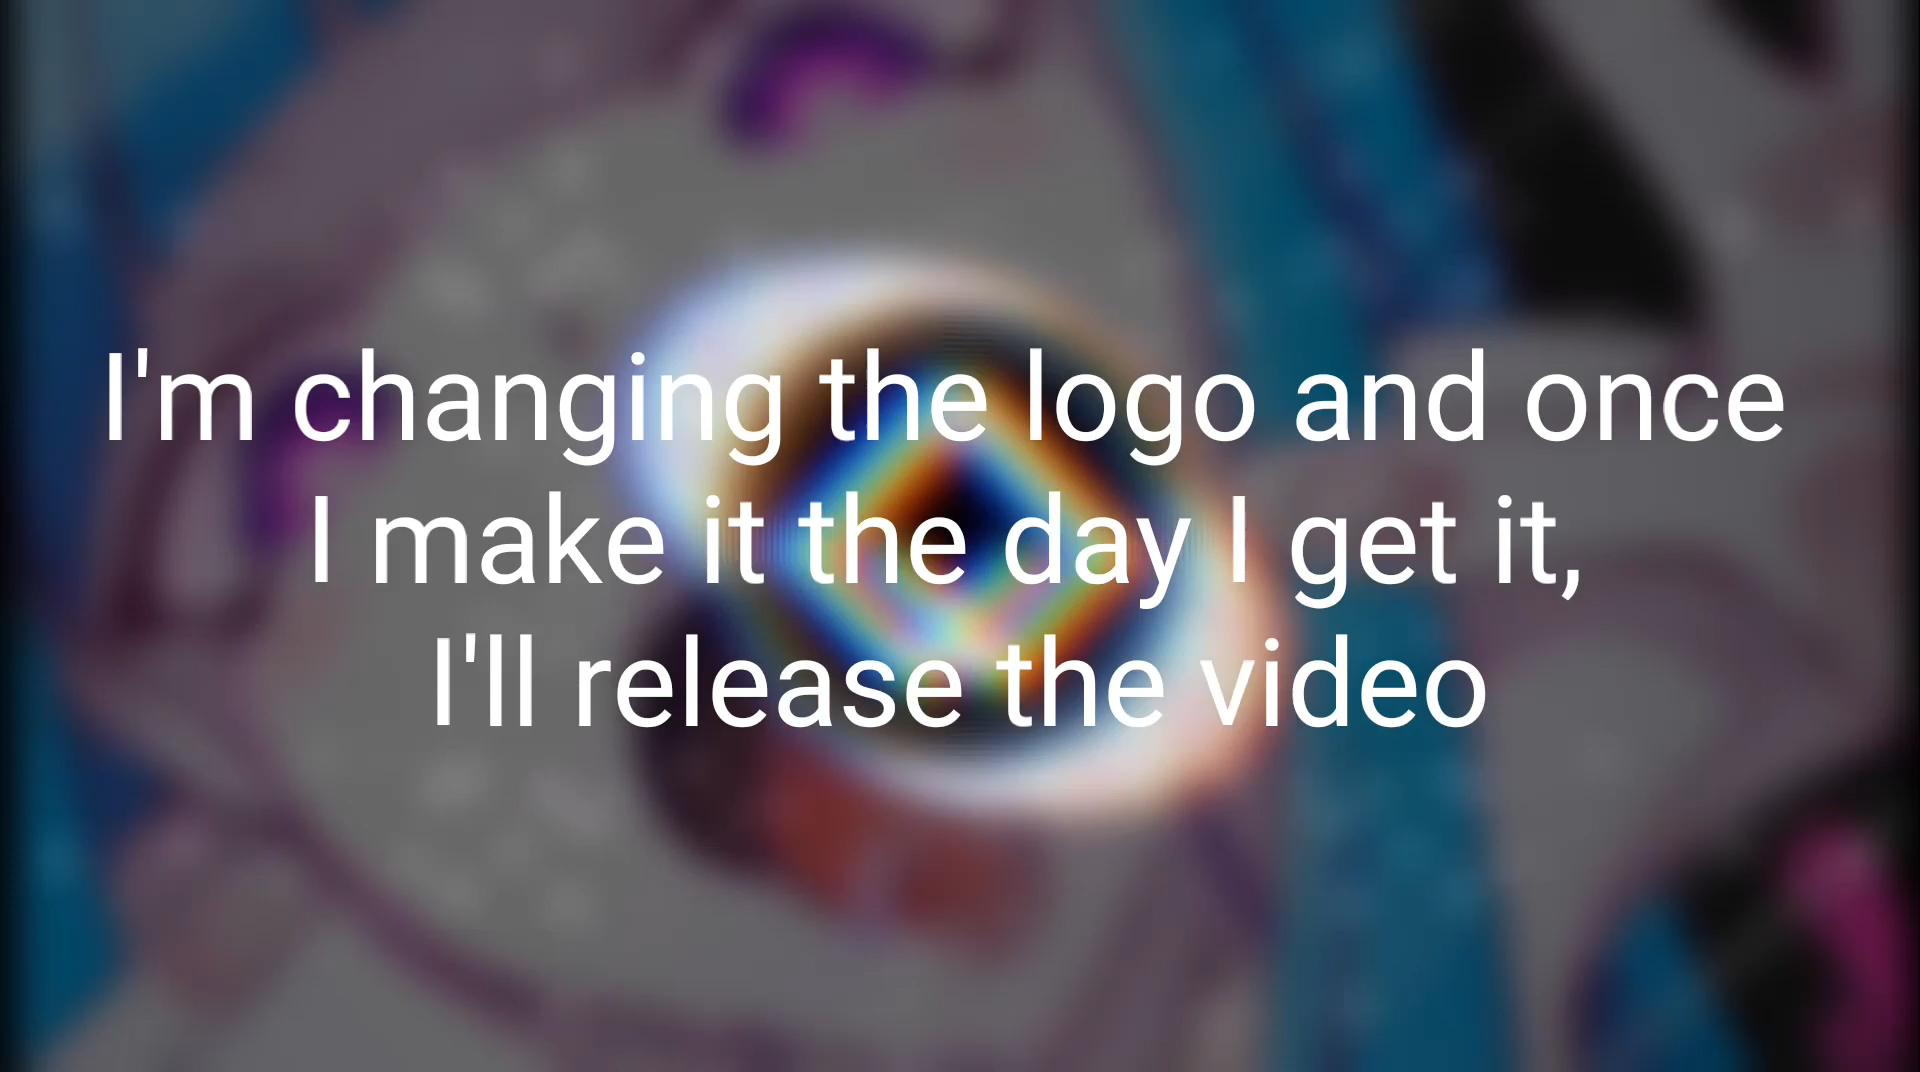 I'm changing the logo and once
I make it the day I get it,
I'll release the video